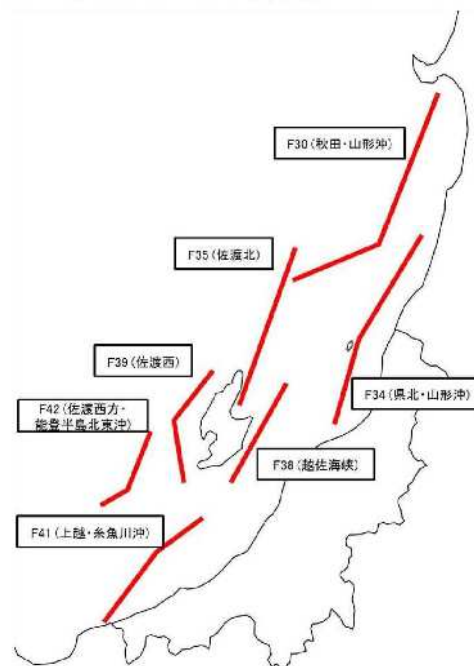 F30(秋田・山形沖)
F35(佐渡北)
F39(佐渡西)
F42(佐渡西方・
能登半島北東沖)
F34(県北・山形沖)
F38(越佐海峡)
F41(上越・糸魚川沖)